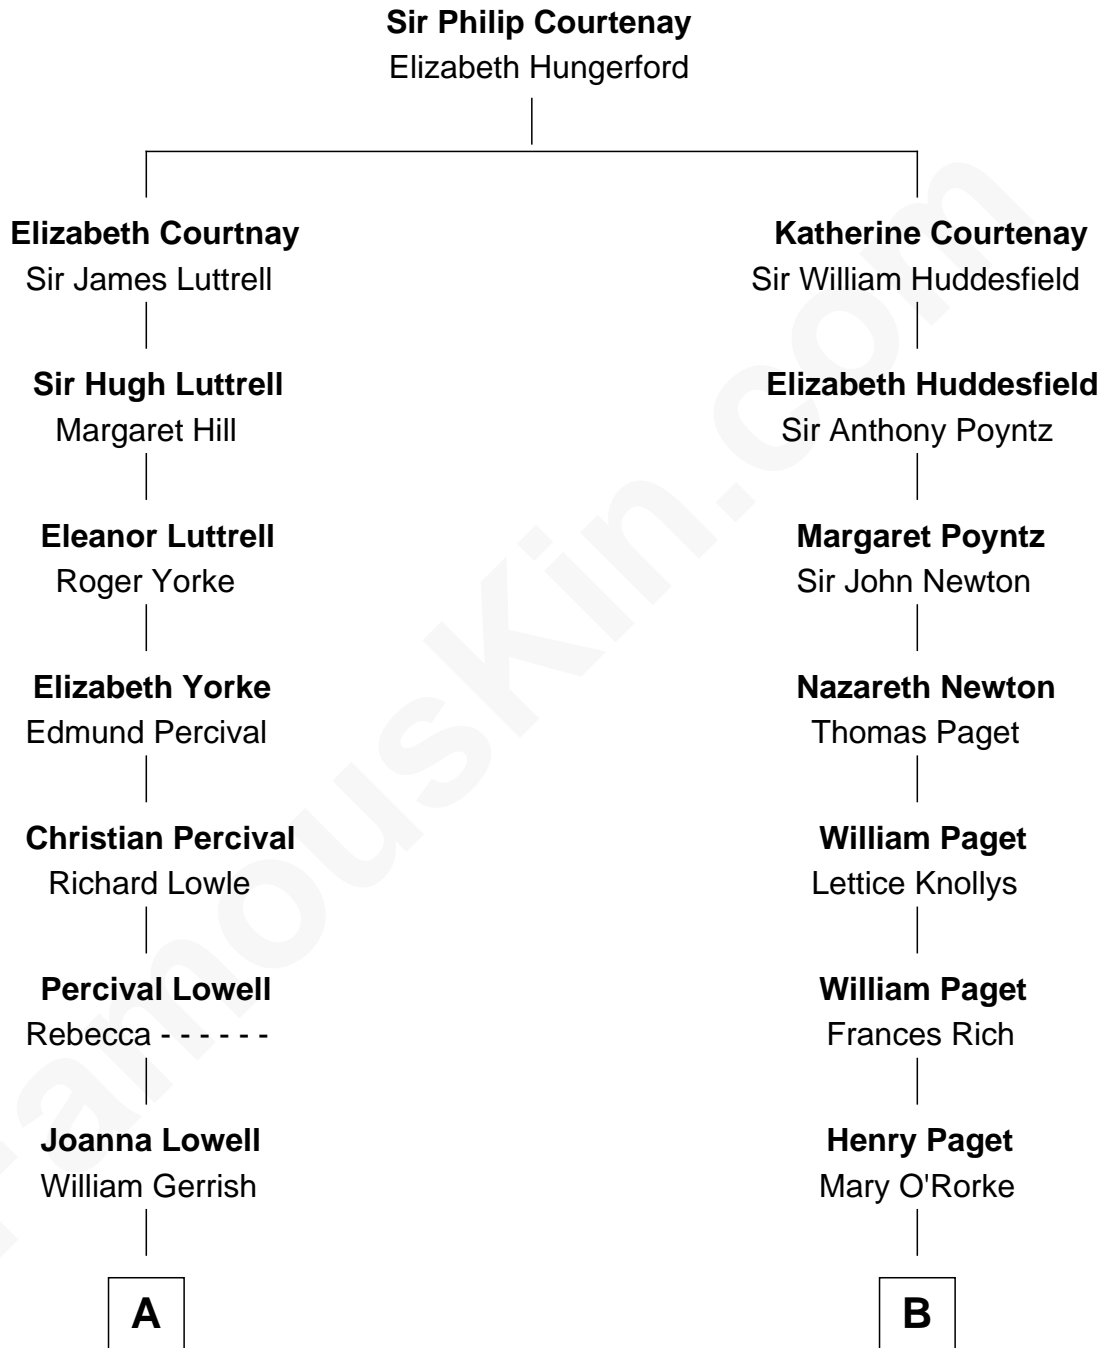 Sir Philip Courtenay
Elizabeth Hungerford
Elizabeth Courtnay
Sir James Luttrell
Katherine Courtenay
Sir William Huddesfield
Sir Hugh Luttrell
Margaret Hill
Elizabeth Huddesfield
Sir Anthony Poyntz
Eleanor Luttrell
Roger Yorke
Margaret Poyntz
Sir John Newton
Elizabeth Yorke
Edmund Percival
Nazareth Newton
Thomas Paget
Christian Percival
Richard Lowle
William Paget
Lettice Knollys
Percival Lowell
Rebecca - - - - - -
William Paget
Frances Rich
Joanna Lowell
William Gerrish
Henry Paget
Mary O'Rorke
A
B
FamousKin.com